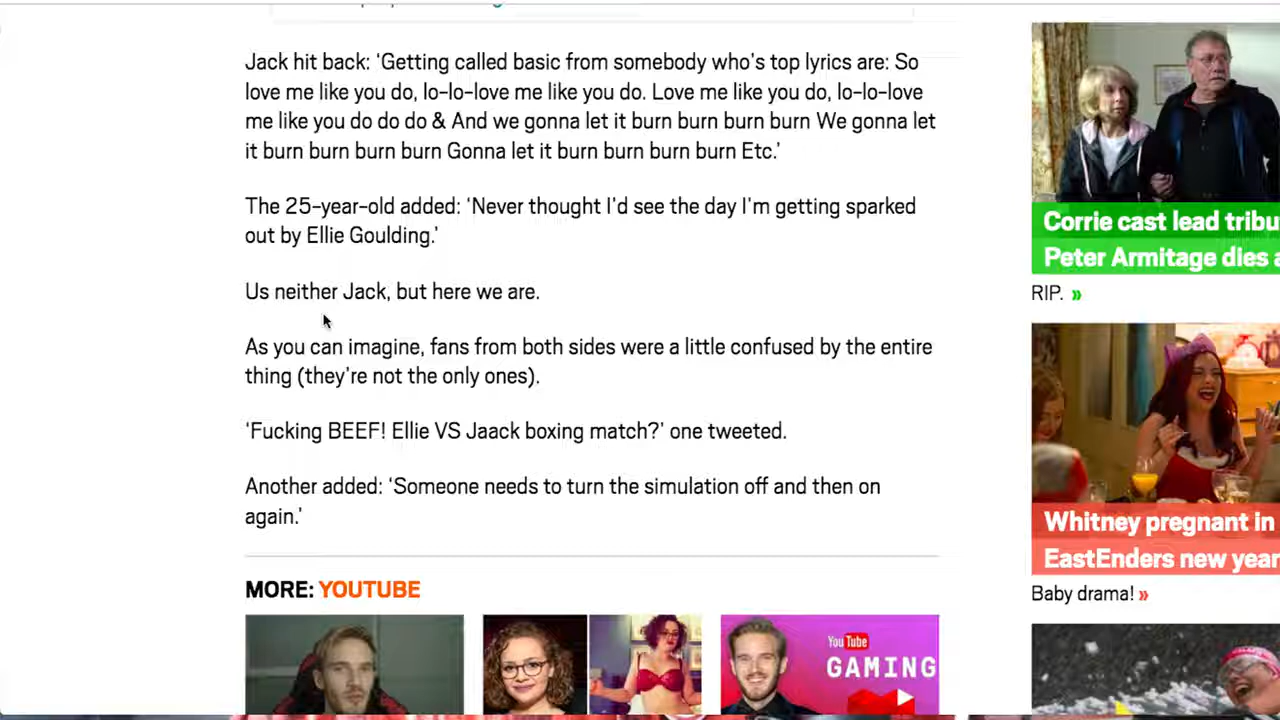 Jack hit back: ‘Getting called basic from somebody who’s top lyrics are: So
love me like you do, lo-lo-love me like you do. Love me like you do, lo-lo-love
me like you do do do & And we gonna let it burn burn burn burn We gonna let
it burn burn burn burn Gonna let it burn burn burn burn Etc.’
The 25-year-old added: ‘Never thought I’d see the day I’m getting sparked
out by Ellie Goulding.’
Us neither Jack, but here we are.
As you can imagine, fans from both sides were a little confused by the entire
thing (they’re not the only ones).
‘Fucking BEEF! Ellie VS Jaack boxing match?’ one tweeted.
Another added: ‘Someone needs to turn the simulation off and then on
again.’
MORE: YOUTUBE
YouTube
GAMING
Corrie cast lead tribu
Peter Armitage dies a
RIP. »
Whitney pregnant in
EastEnders new year
Baby drama! »